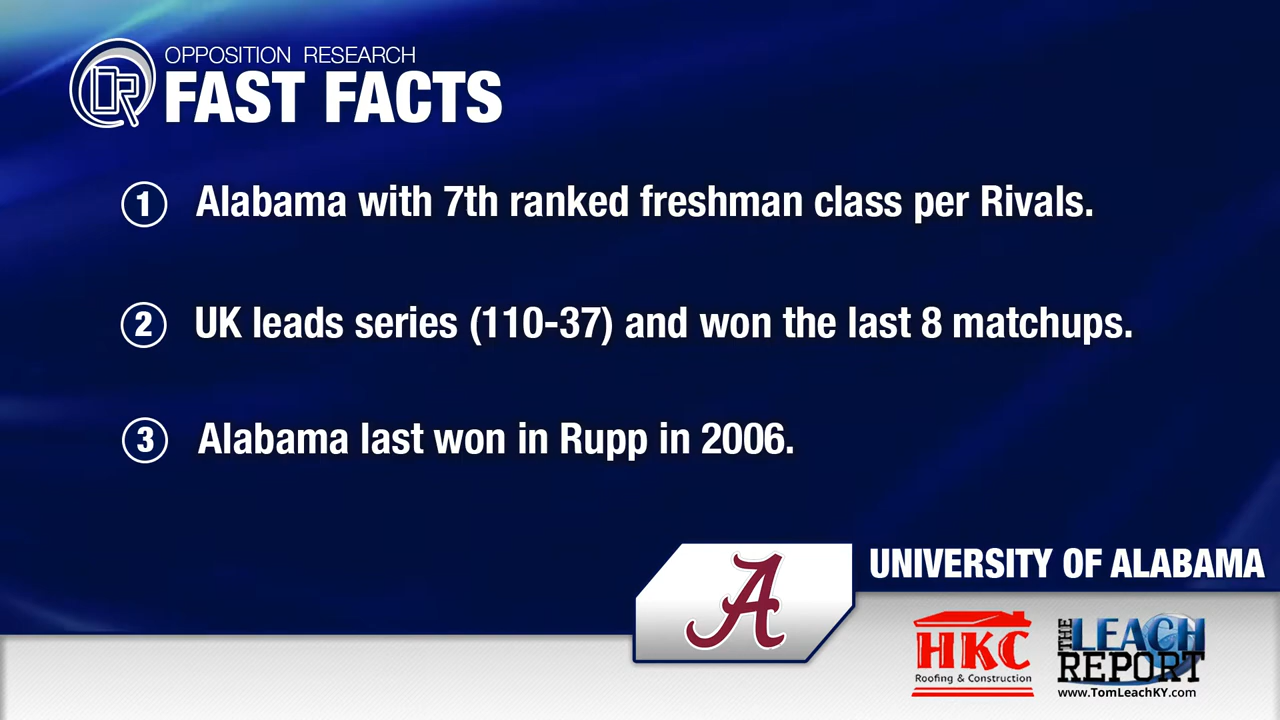 OPPOSITION RESEARCH
FAST FACTS
1 Alabama with 7th ranked freshman class per Rivals.
2 UK leads series (110-37) and won the last 8 matchups.
3 Alabama last won in Rupp in 2006.
A
UNIVERSITY OF ALABAMA
HKC
Roofing & Construction
THE LEACH
REPORT
www.TomLeachKY.com